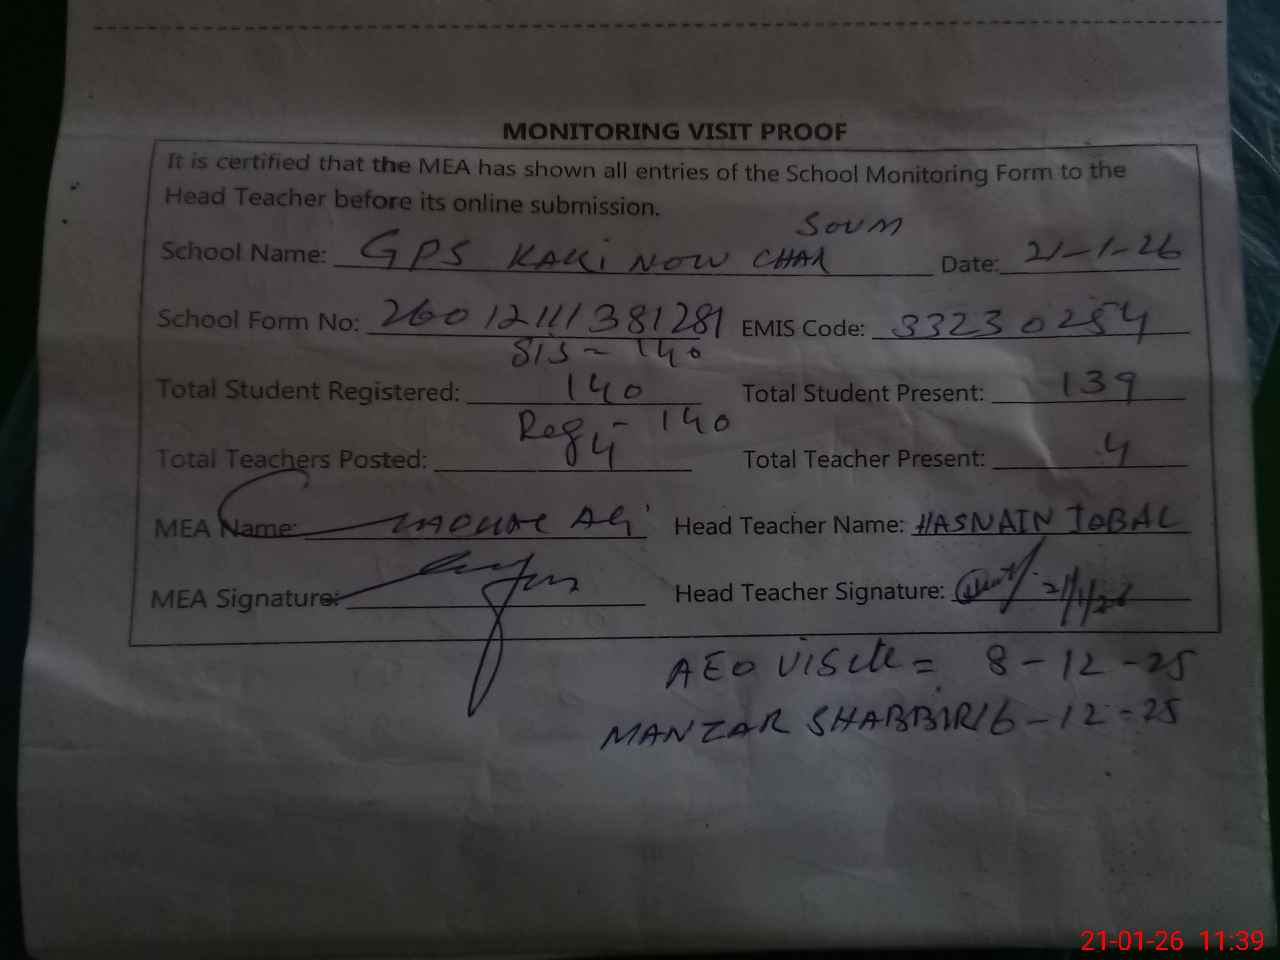 MONITORING VISIT PROOF
It is certified that the MEA has shown all entries of the School Monitoring Form to the
Head Teacher before its online submission.
SOUM
School Name: GPS KAKI NOW CHAH Date: 21-1-26
School Form No: 26012111381281 EMIS Code: 33230254
SIS - 140
Total Student Registered: 140 Total Student Present: 139
Reg - 140
Total Teachers Posted: 4 Total Teacher Present: 4
MEA Name: Ali Head Teacher Name: HASNAIN IQBAL
MEA Signature: Head Teacher Signature: 21/1/26
AEO Visit = 8-12-25
MANZAR SHABBIR 16-12-25
21-01-26 11:39